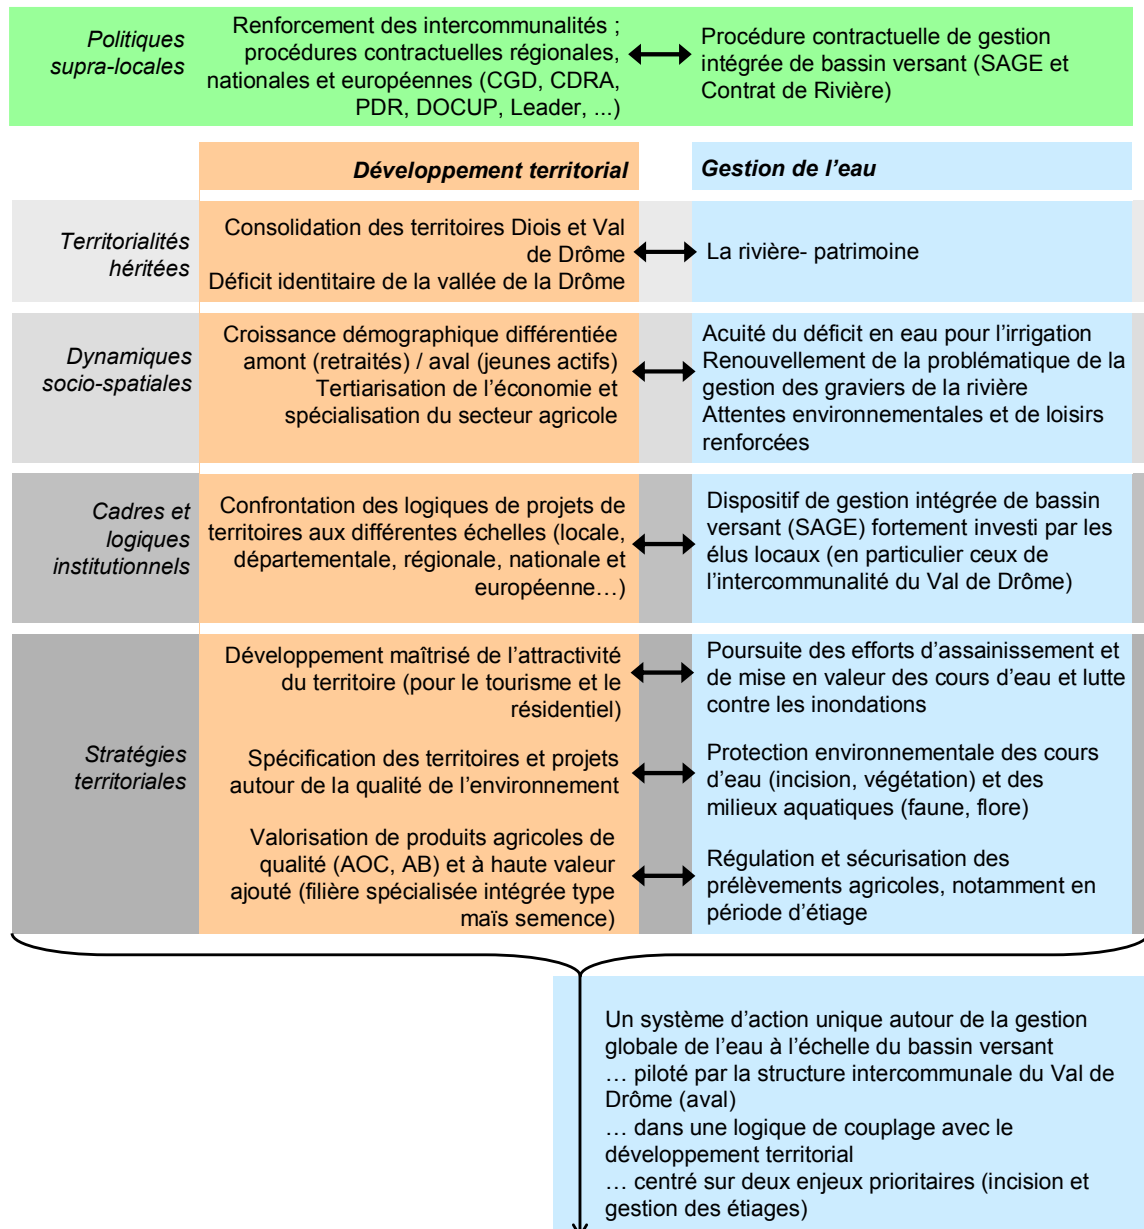 Politiques
supra-locales
Renforcement des intercommunalités ;
procédures contractuelles régionales,
nationales et européennes (CGD, CDRA,
PDR, DOCUP, Leader, ...)
Procédure contractuelle de gestion
intégrée de bassin versant (SAGE et
Contrat de Rivière)
Développement territorial
Gestion de l’eau
Territorialités
héritées
Consolidation des territoires Diois et Val
de Drôme
Déficit identitaire de la vallée de la Drôme
La rivière- patrimoine
Dynamiques
socio-spatiales
Croissance démographique différentiée
amont (retraités) / aval (jeunes actifs)
Tertiarisation de l’économie et
spécialisation du secteur agricole
Acuité du déficit en eau pour l’irrigation
Renouvellement de la problématique de la
gestion des graviers de la rivière
Attentes environnementales et de loisirs
renforcées
Cadres et
logiques
institutionnels
Confrontation des logiques de projets de
territoires aux différentes échelles (locale,
départementale, régionale, nationale et
européenne…)
Dispositif de gestion intégrée de bassin
versant (SAGE) fortement investi par les
élus locaux (en particulier ceux de
l’intercommunalité du Val de Drôme)
Stratégies
territoriales
Développement maîtrisé de l’attractivité
du territoire (pour le tourisme et le
résidentiel)
Poursuite des efforts d’assainissement et
de mise en valeur des cours d’eau et lutte
contre les inondations
Spécification des territoires et projets
autour de la qualité de l’environnement
Protection environnementale des cours
d’eau (incision, végétation) et des
milieux aquatiques (faune, flore)
Valorisation de produits agricoles de
qualité (AOC, AB) et à haute valeur
ajouté (filière spécialisée intégrée type
maïs semence)
Régulation et sécurisation des
prélèvements agricoles, notamment en
période d’étiage
Un système d’action unique autour de la gestion
globale de l’eau à l’échelle du bassin versant
… piloté par la structure intercommunale du Val de
Drôme (aval)
… dans une logique de couplage avec le
développement territorial
… centré sur deux enjeux prioritaires (incision et
gestion des étiages)